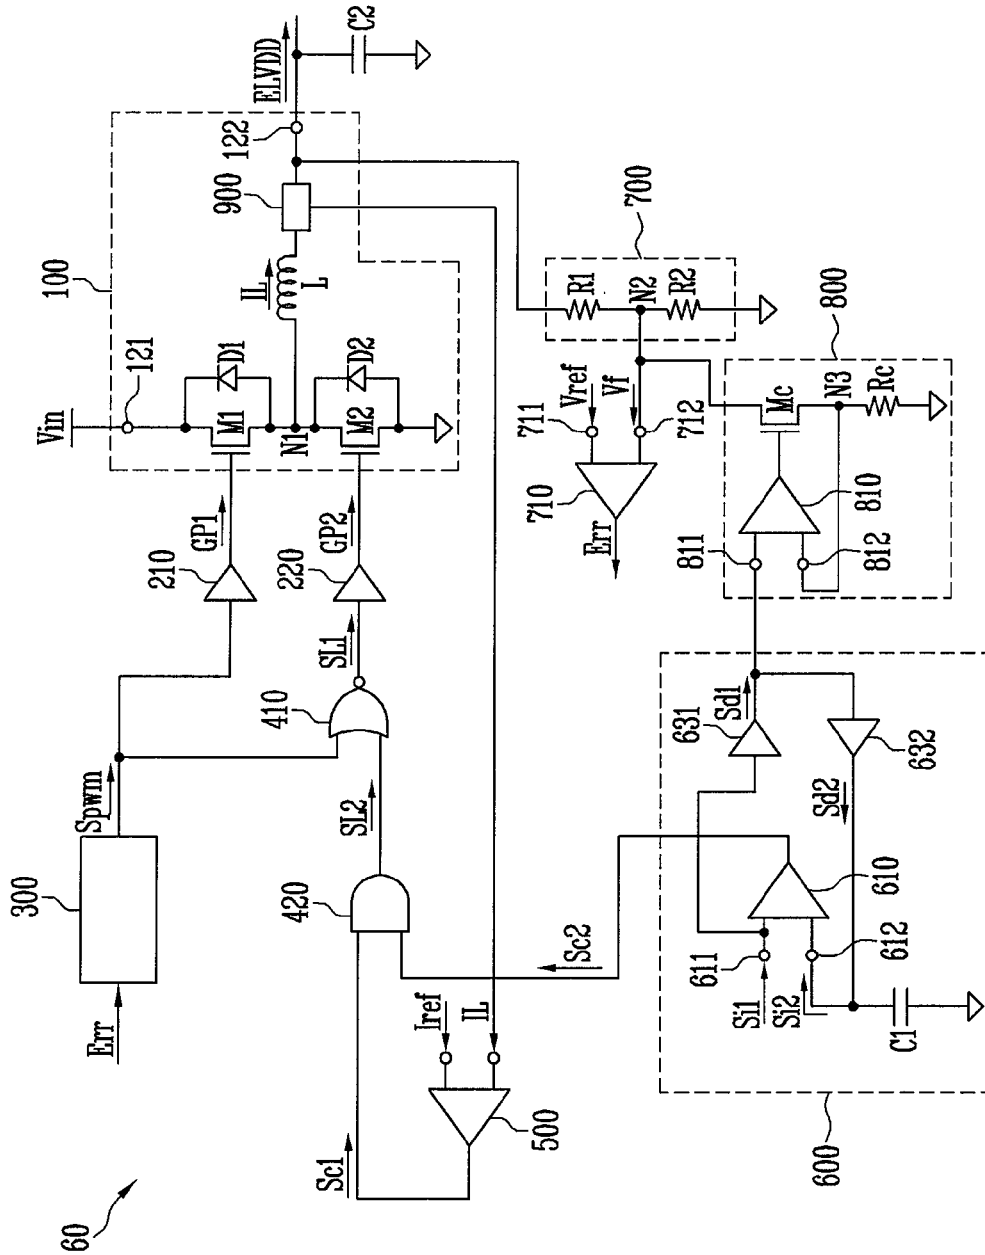 60
Err
300
Spwm
210
GP1
Vin
121
100
M1
D1
N1
M2
D2
IL
L
900
122
ELVDD
C2
220
GP2
SL1
410
SL2
420
Sc1
500
Iref
IL
Sc2
700
R1
N2
R2
Vref
Vf
711
712
710
Err
800
Mc
N3
Rc
810
811
812
600
631
Sd1
632
Sd2
610
611
612
Si1
Si2
C1